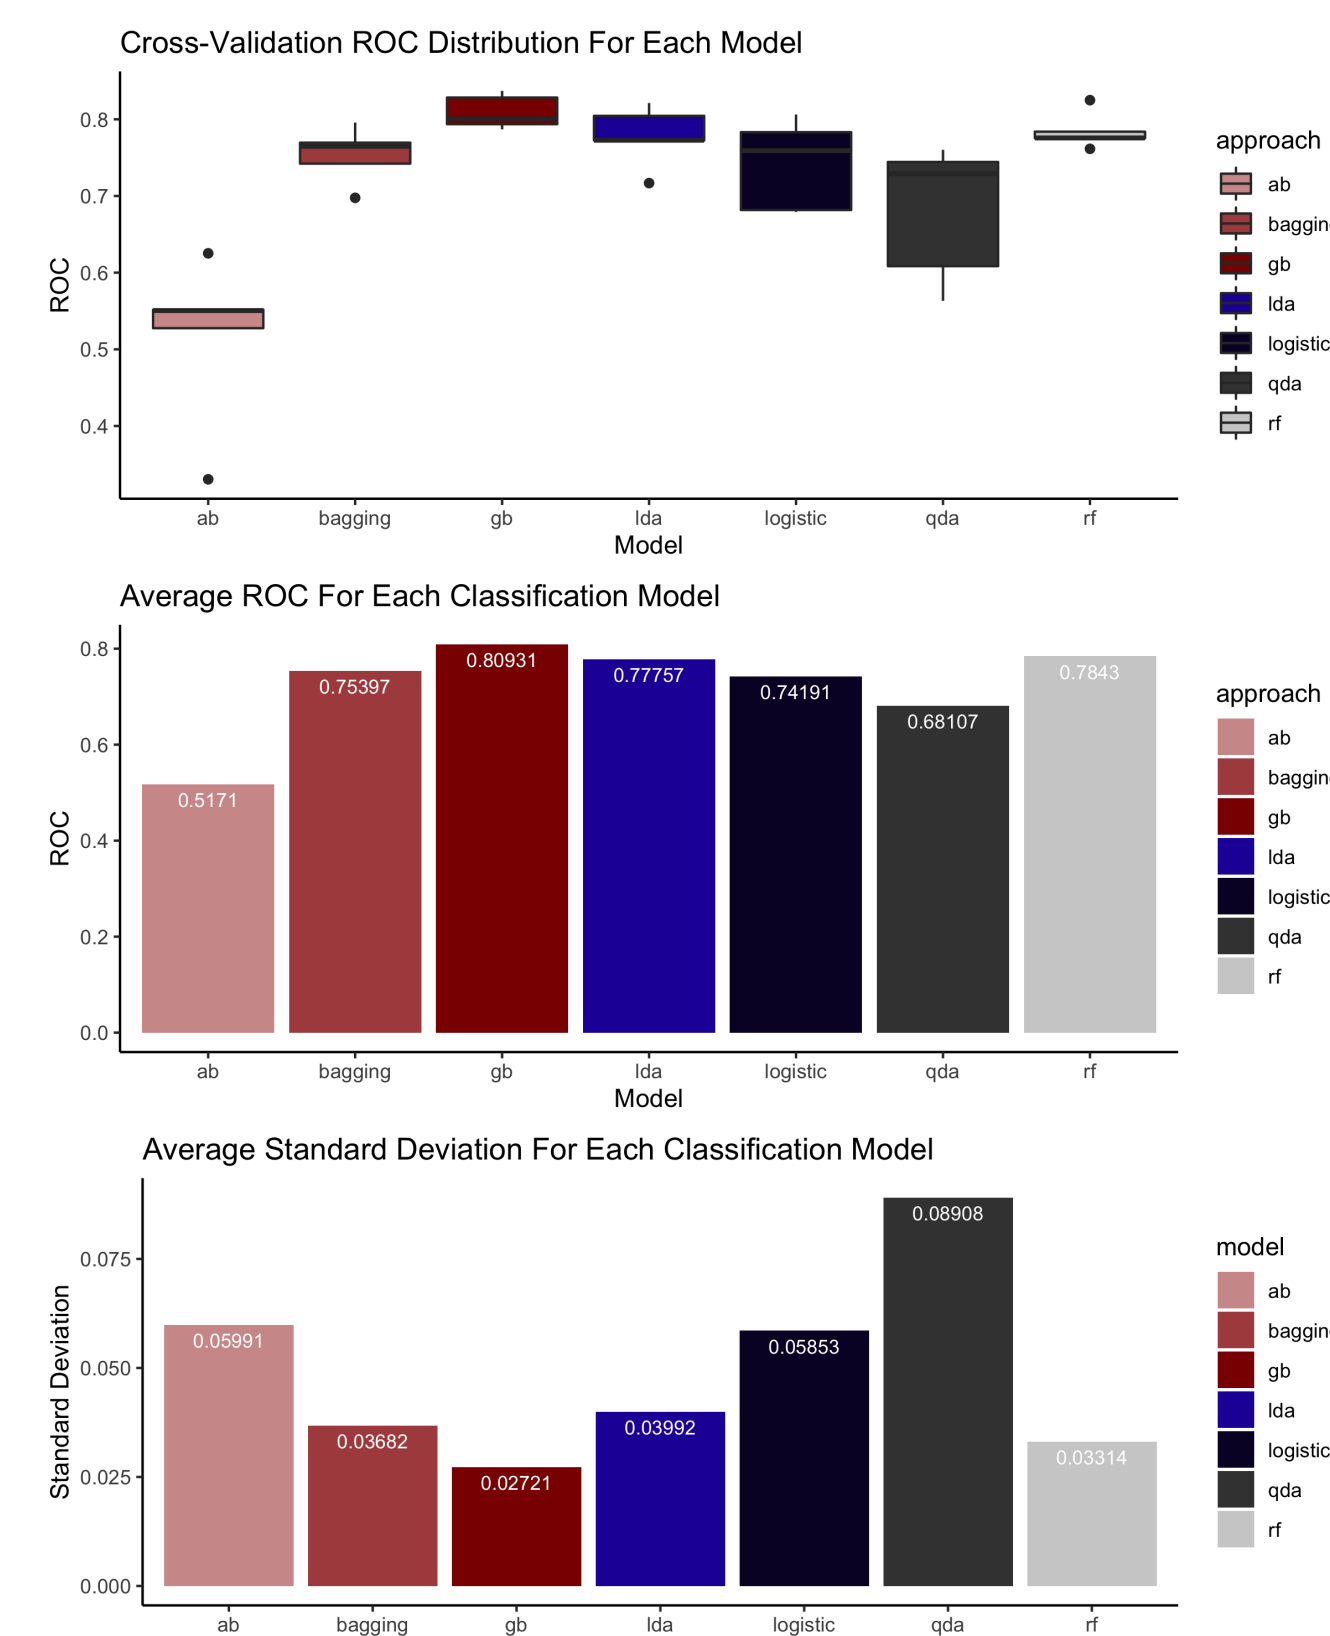 Cross-Validation ROC Distribution For Each Model
0.8
0.7
0.6
0.5
0.4
ROC
ab bagging gb lda logistic qda rf
Model
approach
ab
baggin
gb
lda
logistic
qda
rf
Average ROC For Each Classification Model
0.8
0.6
0.4
0.2
0.0
ROC
0.5171
0.75397
0.80931
0.77757
0.74191
0.68107
0.7843
ab bagging gb lda logistic qda rf
Model
approach
ab
baggin
gb
lda
logistic
qda
rf
Average Standard Deviation For Each Classification Model
0.075
0.050
0.025
0.000
Standard Deviation
0.05991
0.03682
0.02721
0.03992
0.05853
0.08908
0.03314
ab bagging gb lda logistic qda rf
model
ab
baggin
gb
lda
logistic
qda
rf